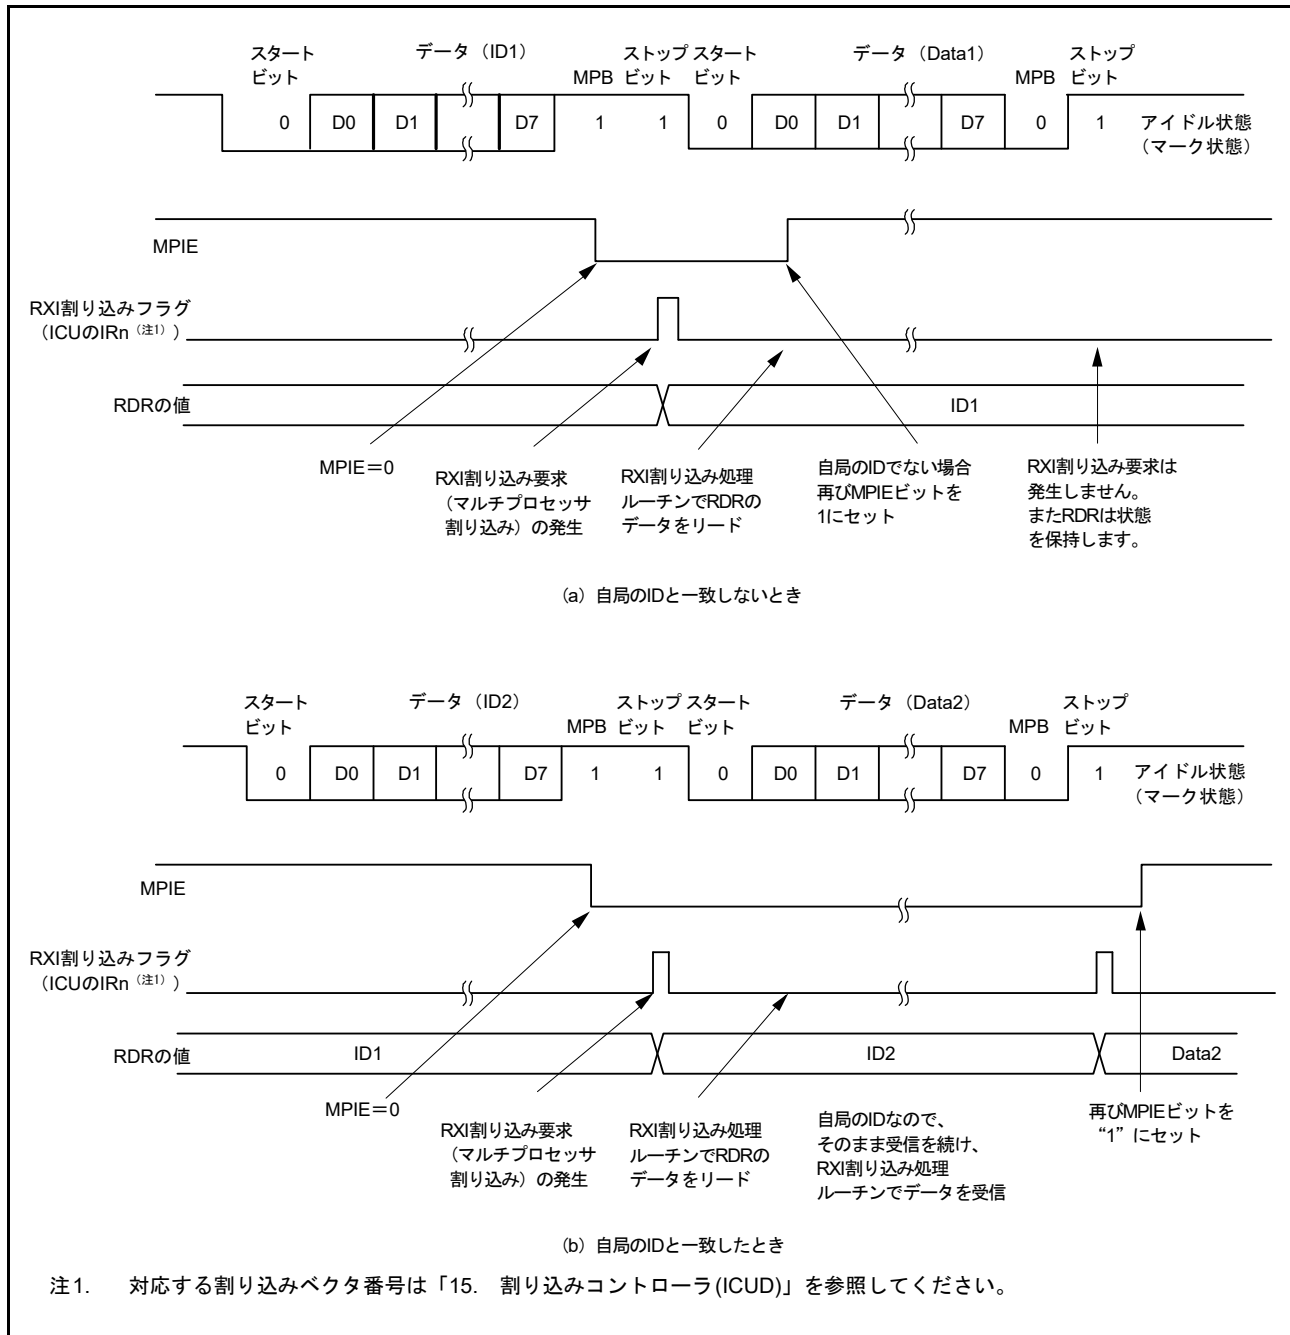 スタート
ビット
データ（ID1）
MPB
ストップ
ビット
スタート
ビット
データ（Data1）
MPB
ストップ
ビット
0 D0 D1 D7 1 1 0 D0 D1 D7 0 1
アイドル状態
（マーク状態）
MPIE
RXI割り込みフラグ
（ICUのIRn（注1））
RDRの値
ID1
MPIE＝0
RXI割り込み要求
（マルチプロセッサ
割り込み）の発生
RXI割り込み処理
ルーチンでRDRの
データをリード
自局のIDでない場合
再びMPIEビットを
1にセット
RXI割り込み要求は
発生しません。
またRDRは状態
を保持します。
（a）自局のIDと一致しないとき
スタート
ビット
データ（ID2）
MPB
ストップ
ビット
スタート
ビット
データ（Data2）
MPB
ストップ
ビット
0 D0 D1 D7 1 1 0 D0 D1 D7 0 1
アイドル状態
（マーク状態）
MPIE
RXI割り込みフラグ
（ICUのIRn（注1））
RDRの値
ID1
ID2
Data2
MPIE＝0
RXI割り込み要求
（マルチプロセッサ
割り込み）の発生
RXI割り込み処理
ルーチンでRDRの
データをリード
自局のIDなので、
そのまま受信を続け、
RXI割り込み処理
ルーチンでデータを受信
再びMPIEビットを
“1”にセット
（b）自局のIDと一致したとき
注1. 対応する割り込みベクタ番号は「15. 割り込みコントローラ(ICUD)」を参照してください。